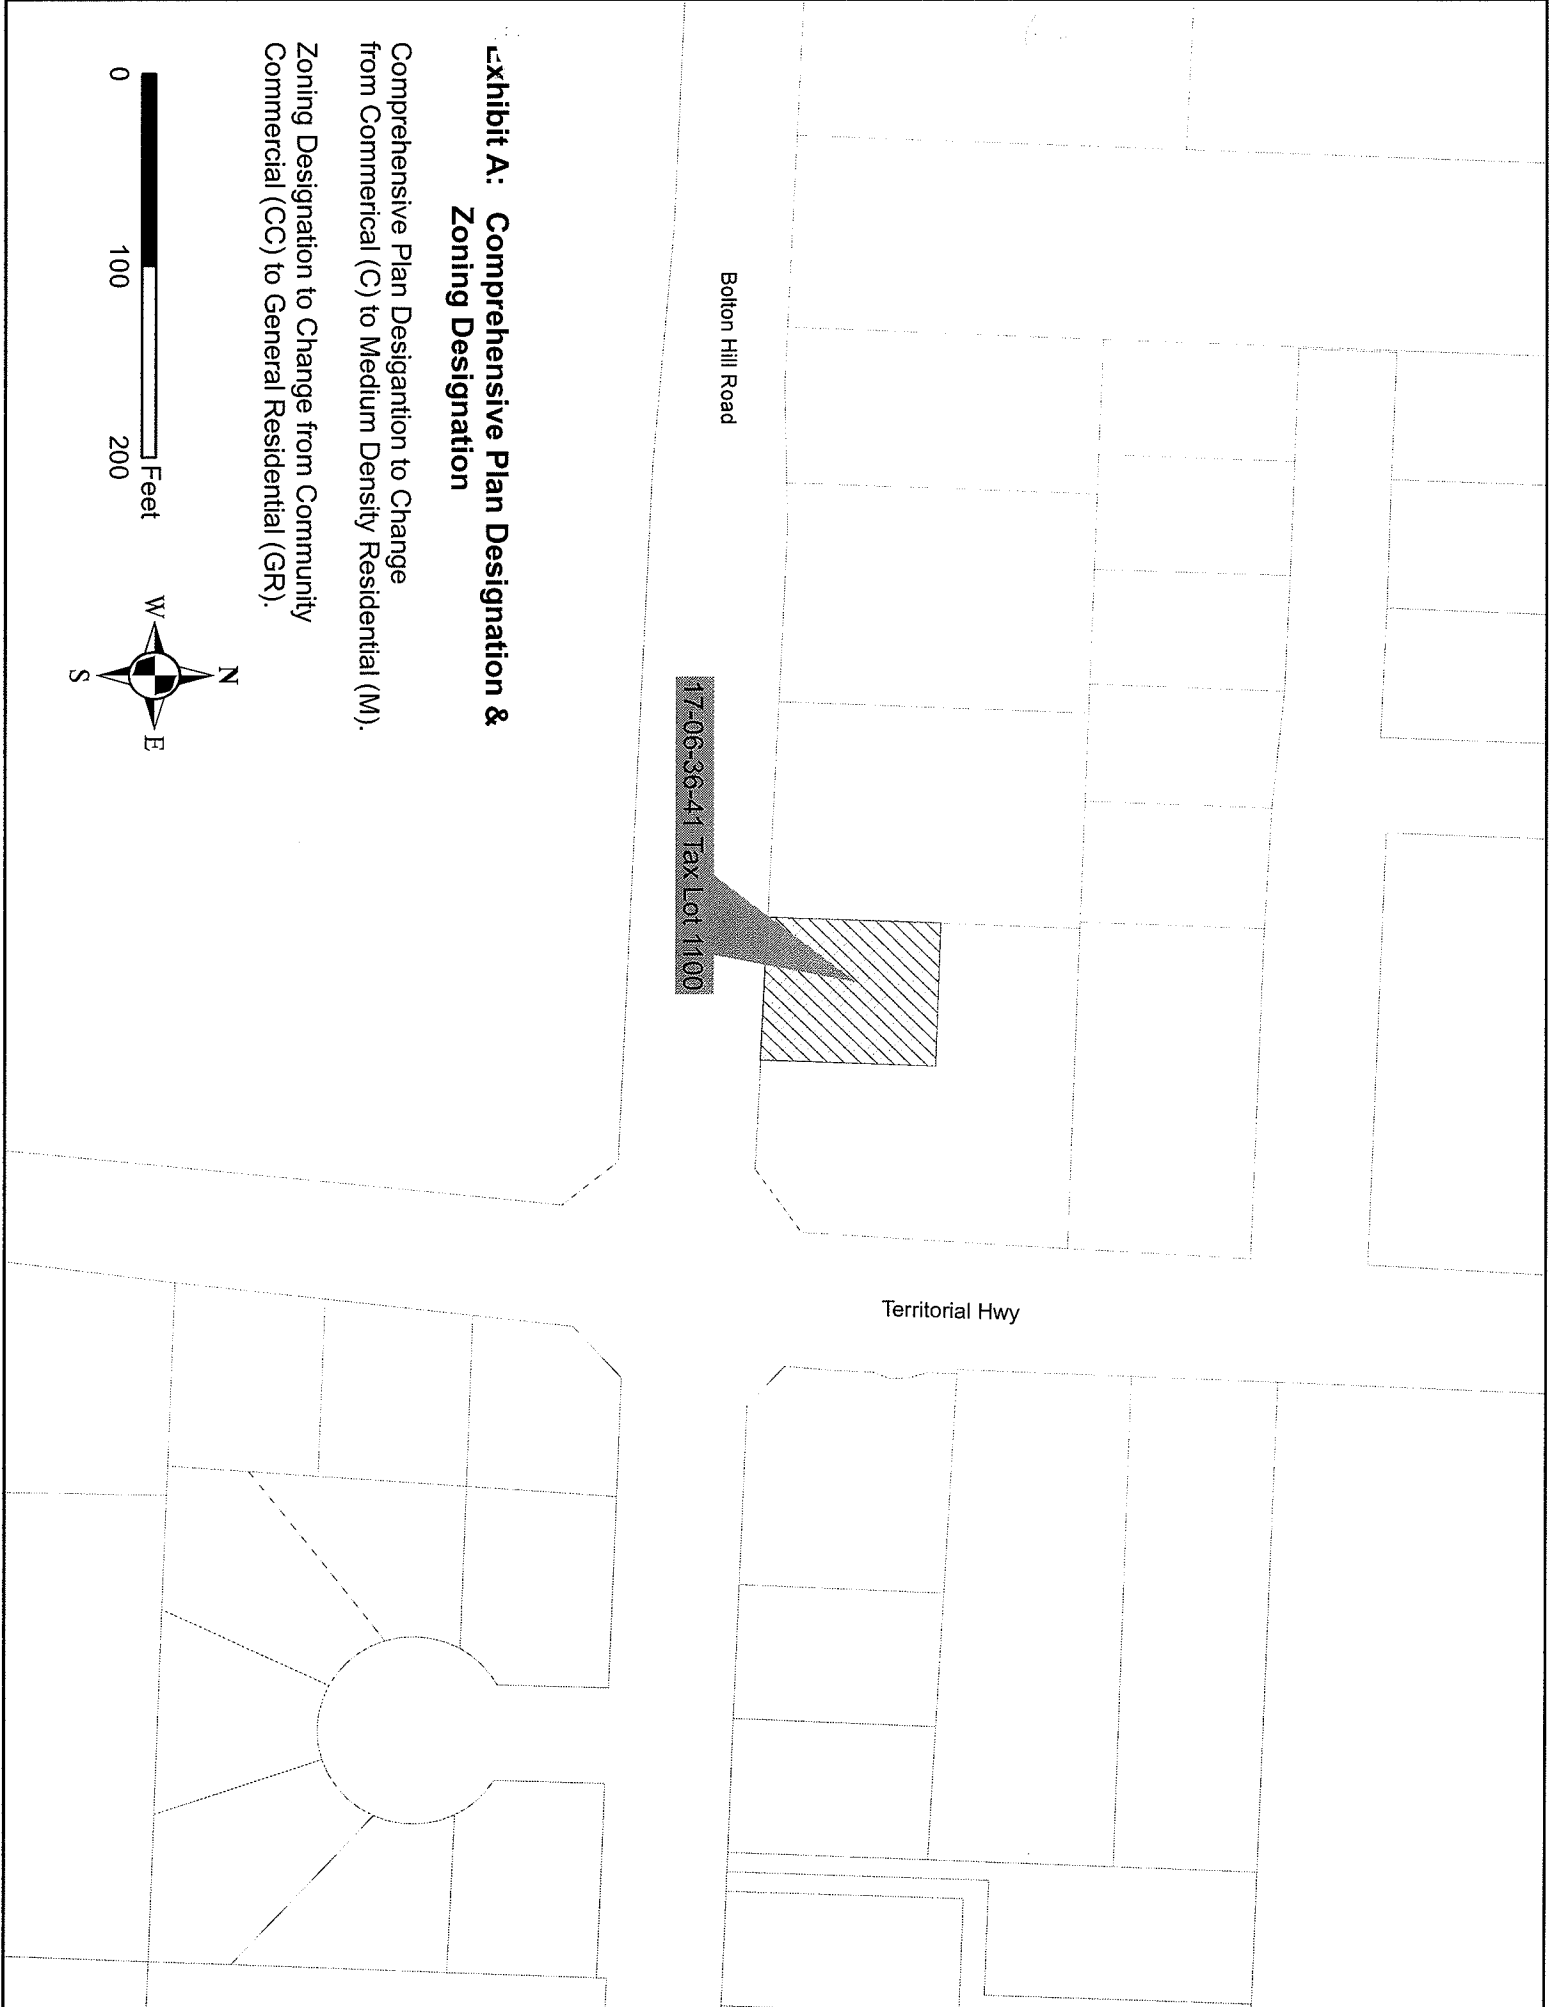 Exhibit A: Comprehensive Plan Designation &
Zoning Designation
Comprehensive Plan Desigantion to Change
from Commerical (C) to Medium Density Residential (M).
Zoning Designation to Change from Community
Commercial (CC) to General Residential (GR).
0 100 200
Feet
N
W E
S
Bolton Hill Road
17-06-36-41 Tax Lot 1100
Territorial Hwy